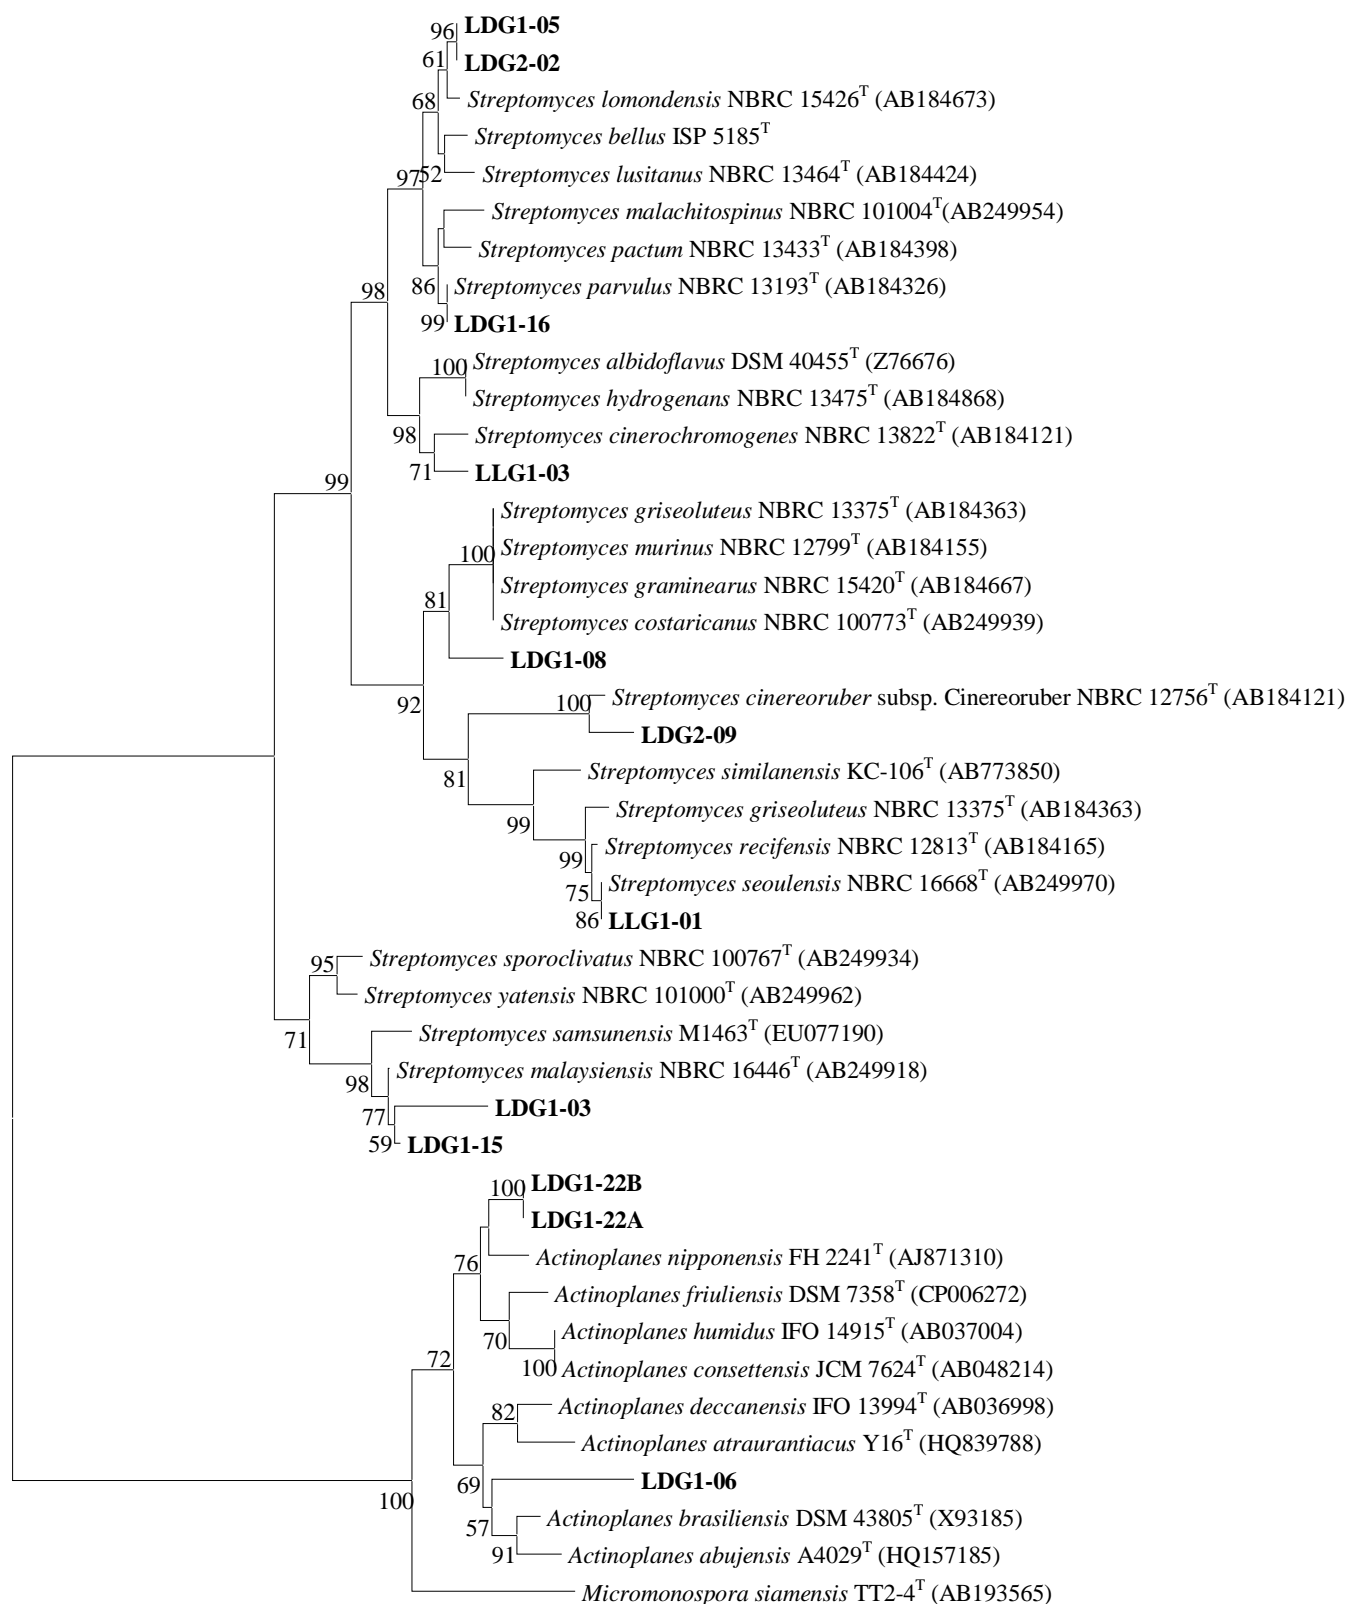 96 LDG1-05
61 LDG2-02
Streptomyces lomondensis NBRC 15426T (AB184673)
68
Streptomyces bellus ISP 5185T
9752 Streptomyces lusitanus NBRC 13464T (AB184424)
Streptomyces malachitospinus NBRC 101004T(AB249954)
Streptomyces pactum NBRC 13433T (AB184398)
86 Streptomyces parvulus NBRC 13193T (AB184326)
98
99 LDG1-16
100 Streptomyces albidoflavus DSM 40455T (Z76676)
Streptomyces hydrogenans NBRC 13475T (AB184868)
98 Streptomyces cinerochromogenes NBRC 13822T (AB184121)
71 LLG1-03
99
Streptomyces griseoluteus NBRC 13375T (AB184363)
100 Streptomyces murinus NBRC 12799T (AB184155)
Streptomyces graminearus NBRC 15420T (AB184667)
81
Streptomyces costaricanus NBRC 100773T (AB249939)
LDG1-08
92 100 Streptomyces cinereoruber subsp. Cinereoruber NBRC 12756T (AB184121)
LDG2-09
81 Streptomyces similanensis KC-106T (AB773850)
99 Streptomyces griseoluteus NBRC 13375T (AB184363)
99 Streptomyces recifensis NBRC 12813T (AB184165)
75 Streptomyces seoulensis NBRC 16668T (AB249970)
86 LLG1-01
95 Streptomyces sporoclivatus NBRC 100767T (AB249934)
Streptomyces yatensis NBRC 101000T (AB249962)
71 Streptomyces samsunensis M1463T (EU077190)
98 Streptomyces malaysiensis NBRC 16446T (AB249918)
77 LDG1-03
59 LDG1-15
100 LDG1-22B
LDG1-22A
76 Actinoplanes nipponensis FH 2241T (AJ871310)
Actinoplanes friuliensis DSM 7358T (CP006272)
70 Actinoplanes humidus IFO 14915T (AB037004)
72
100 Actinoplanes consettensis JCM 7624T (AB048214)
82 Actinoplanes deccanensis IFO 13994T (AB036998)
Actinoplanes atraurantiacus Y16T (HQ839788)
69 LDG1-06
100
57 Actinoplanes brasiliensis DSM 43805T (X93185)
91 Actinoplanes abujensis A4029T (HQ157185)
Micromonospora siamensis TT2-4T (AB193565)